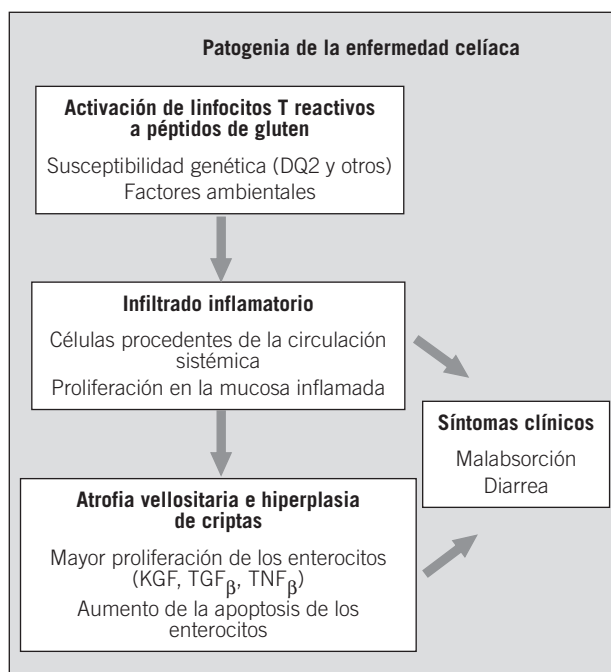 Patogenia de la enfermedad celíaca
Activación de linfocitos T reactivos
a péptidos de gluten
Susceptibilidad genética (DQ2 y otros)
Factores ambientales
Infiltrado inflamatorio
Células procedentes de la circulación
sistémica
Proliferación en la mucosa inflamada
Síntomas clínicos
Malabsorción
Diarrea
Atrofia vellositaria e hiperplasia
de criptas
Mayor proliferación de los enterocitos
(KGF, TGFβ, TNFβ)
Aumento de la apoptosis de los
enterocitos